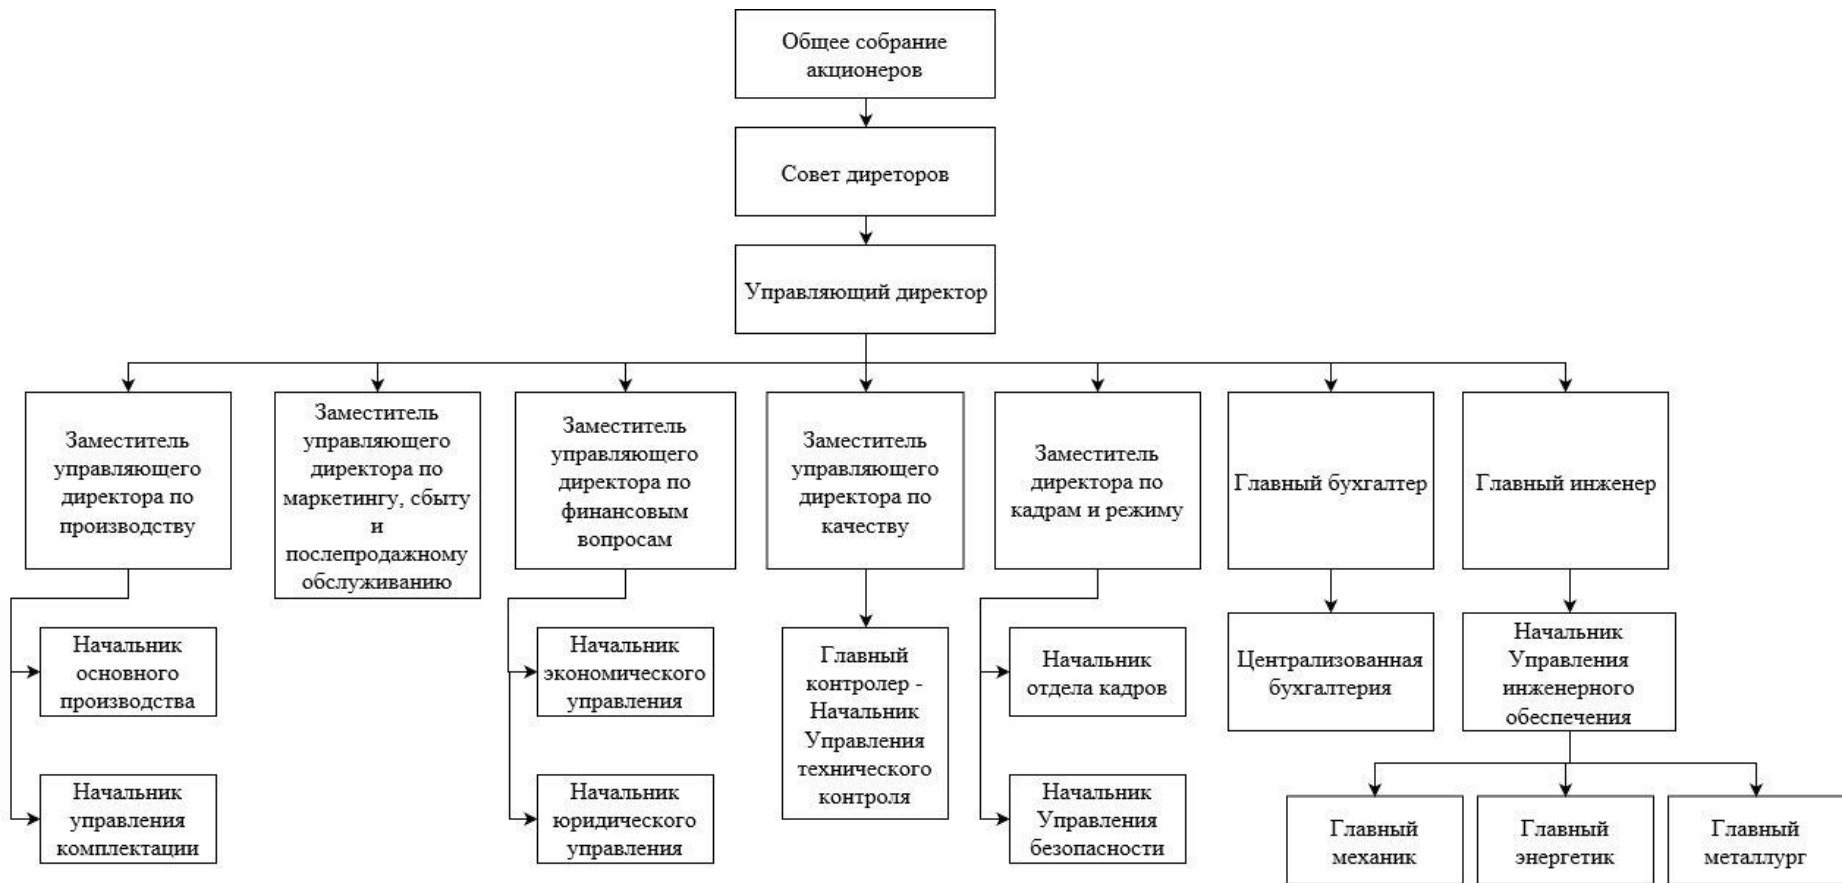 Общее собрание
акционеров
Совет диреторов
Управляющий директор
Заместитель
управляющего
директора по
производству
Заместитель
управляющего
директора по
маркетингу, сбыту
и
послепродажному
обслуживанию
Заместитель
управляющего
директора по
финансовым
вопросам
Заместитель
управляющего
директора по
качеству
Заместитель
директора по
кадрам и режиму
Главный бухгалтер
Главный инженер
Начальник
основного
производства
Начальник
экономического
управления
Главный
контролер -
Начальник
Управления
технического
контроля
Начальник
отдела кадров
Централизованная
бухгалтерия
Начальник
Управления
инженерного
обеспечения
Начальник
управления
комплектации
Начальник
юридического
управления
Начальник
Управления
безопасности
Главный
механик
Главный
энергетик
Главный
металлург